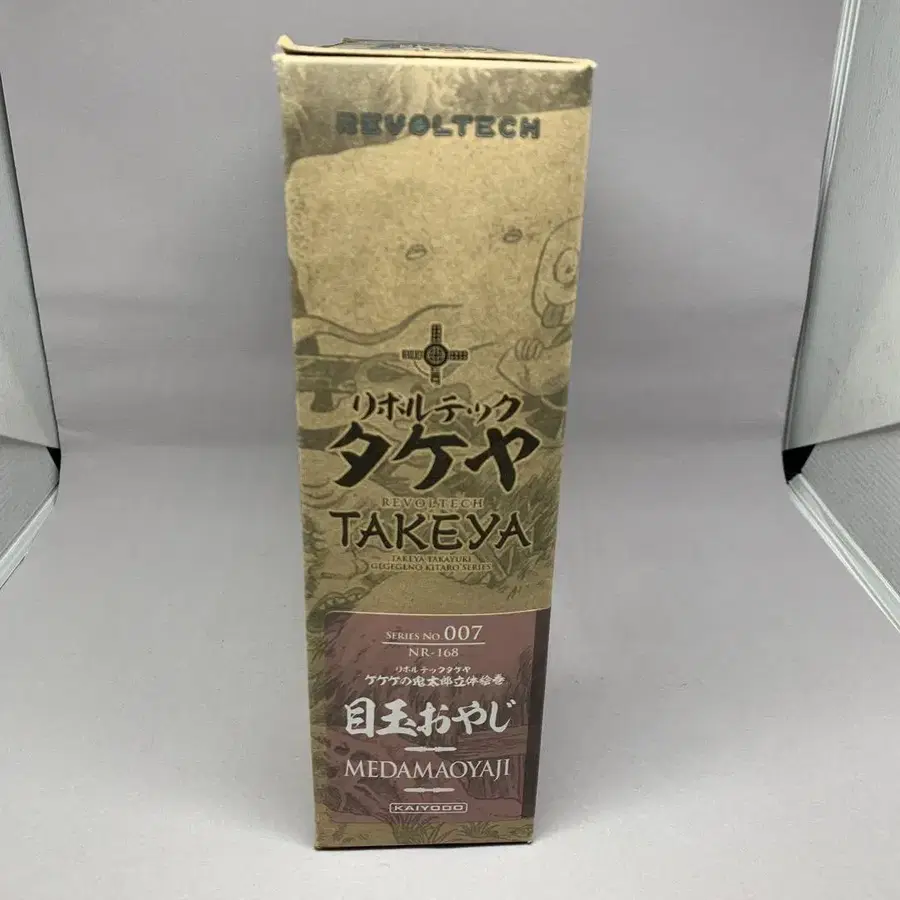 REVOLTECH
リボルテック
タケヤ
REVOLTECH
TAKEYA
TAKEYA TAKAYUKI
GEGEGENO KITARO SERIES
SERIES No. 007
NR-168
リボルテックタケヤ
ゲゲゲの鬼太郎立体絵巻
目玉おやじ
MEDAMAOYAJI
KAIYODO